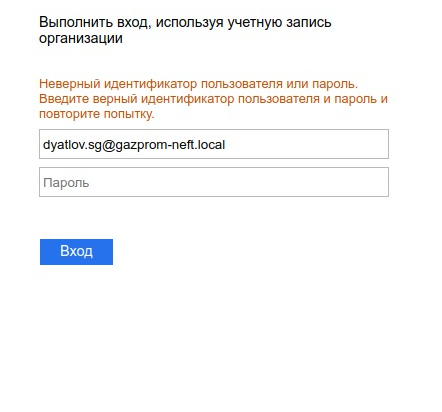 Выполнить вход, используя учетную запись
организации
Неверный идентификатор пользователя или пароль.
Введите верный идентификатор пользователя и пароль и
повторите попытку.
dyatlov.sg@gazprom-neft.local
Пароль
Вход